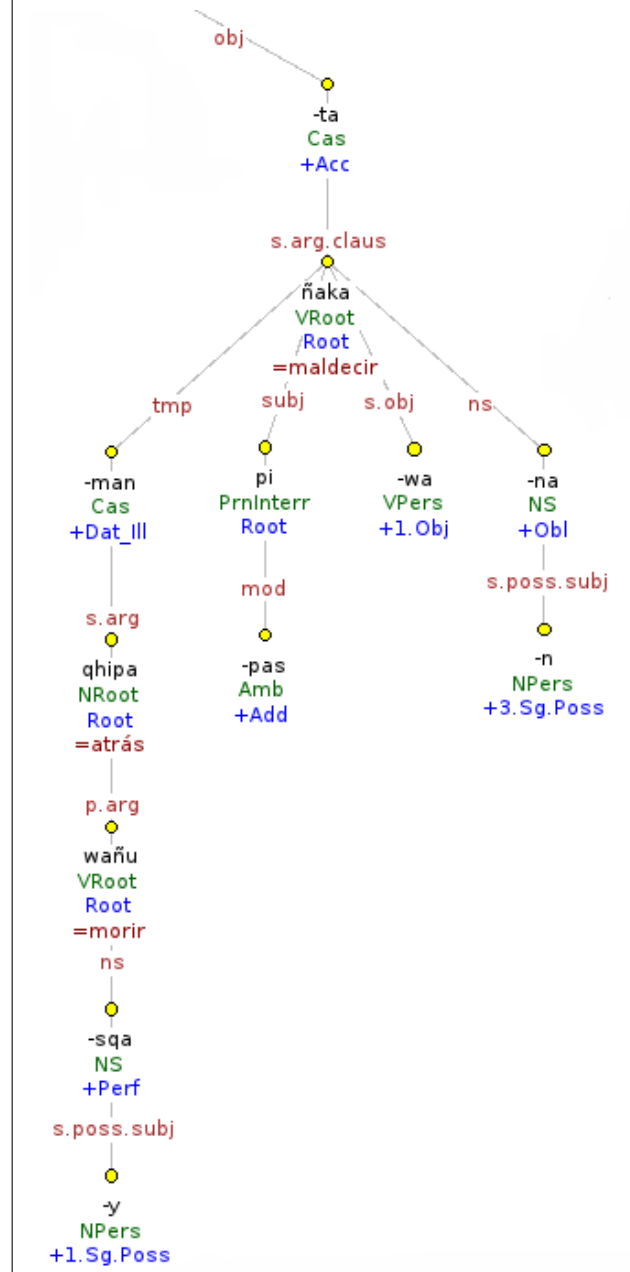 obj
-ta
Cas
+Acc
s.arg.claus
ñaka
VRoot
Root
=maldecir
tmp
subj
s.obj
ns
-man
Cas
+Dat_Ill
pi
PrnInterr
Root
-wa
VPers
+1.Obj
-na
NS
+Obl
s.arg
mod
s.poss.subj
qhipa
NRoot
Root
=atrás
-pas
Amb
+Add
-n
NPers
+3.Sg.Poss
p.arg
wañu
VRoot
Root
=morir
ns
-sqa
NS
+Perf
s.poss.subj
-y
NPers
+1.Sg.Poss